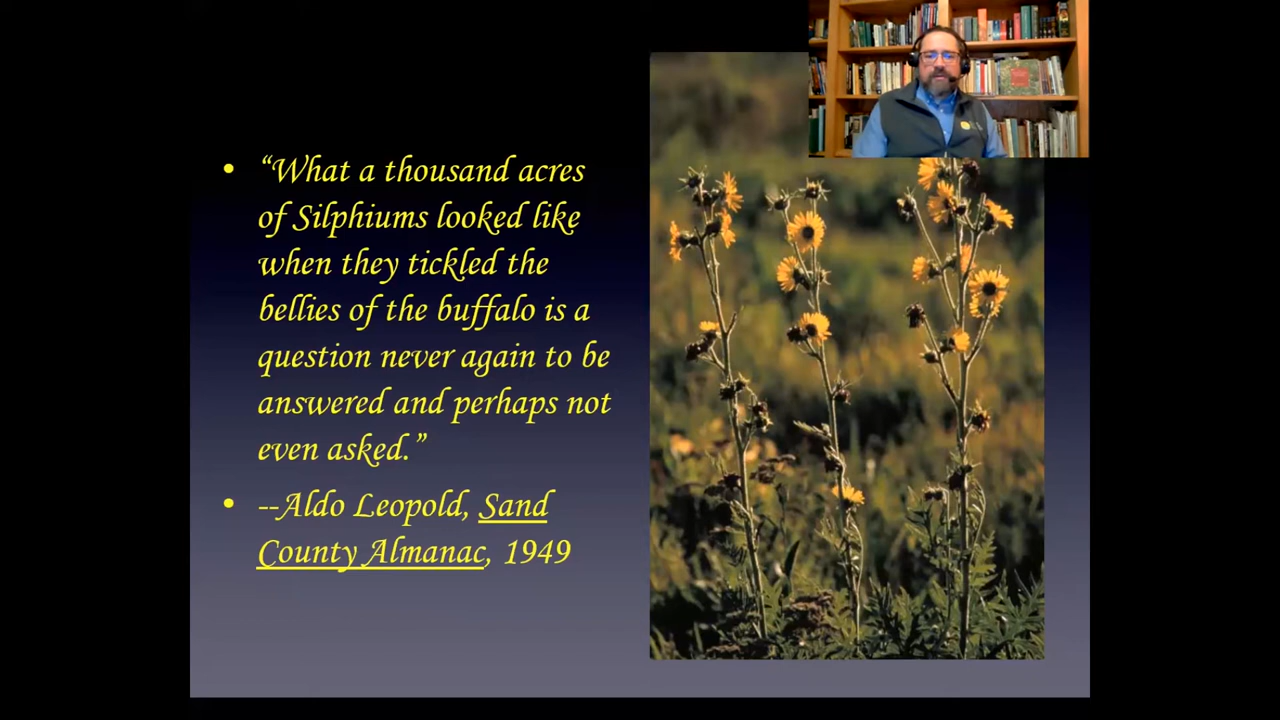 • “What a thousand acres
of Silphiums looked like
when they tickled the
bellies of the buffalo is a
question never again to be
answered and perhaps not
even asked.”
• --Aldo Leopold, Sand
County Almanac, 1949